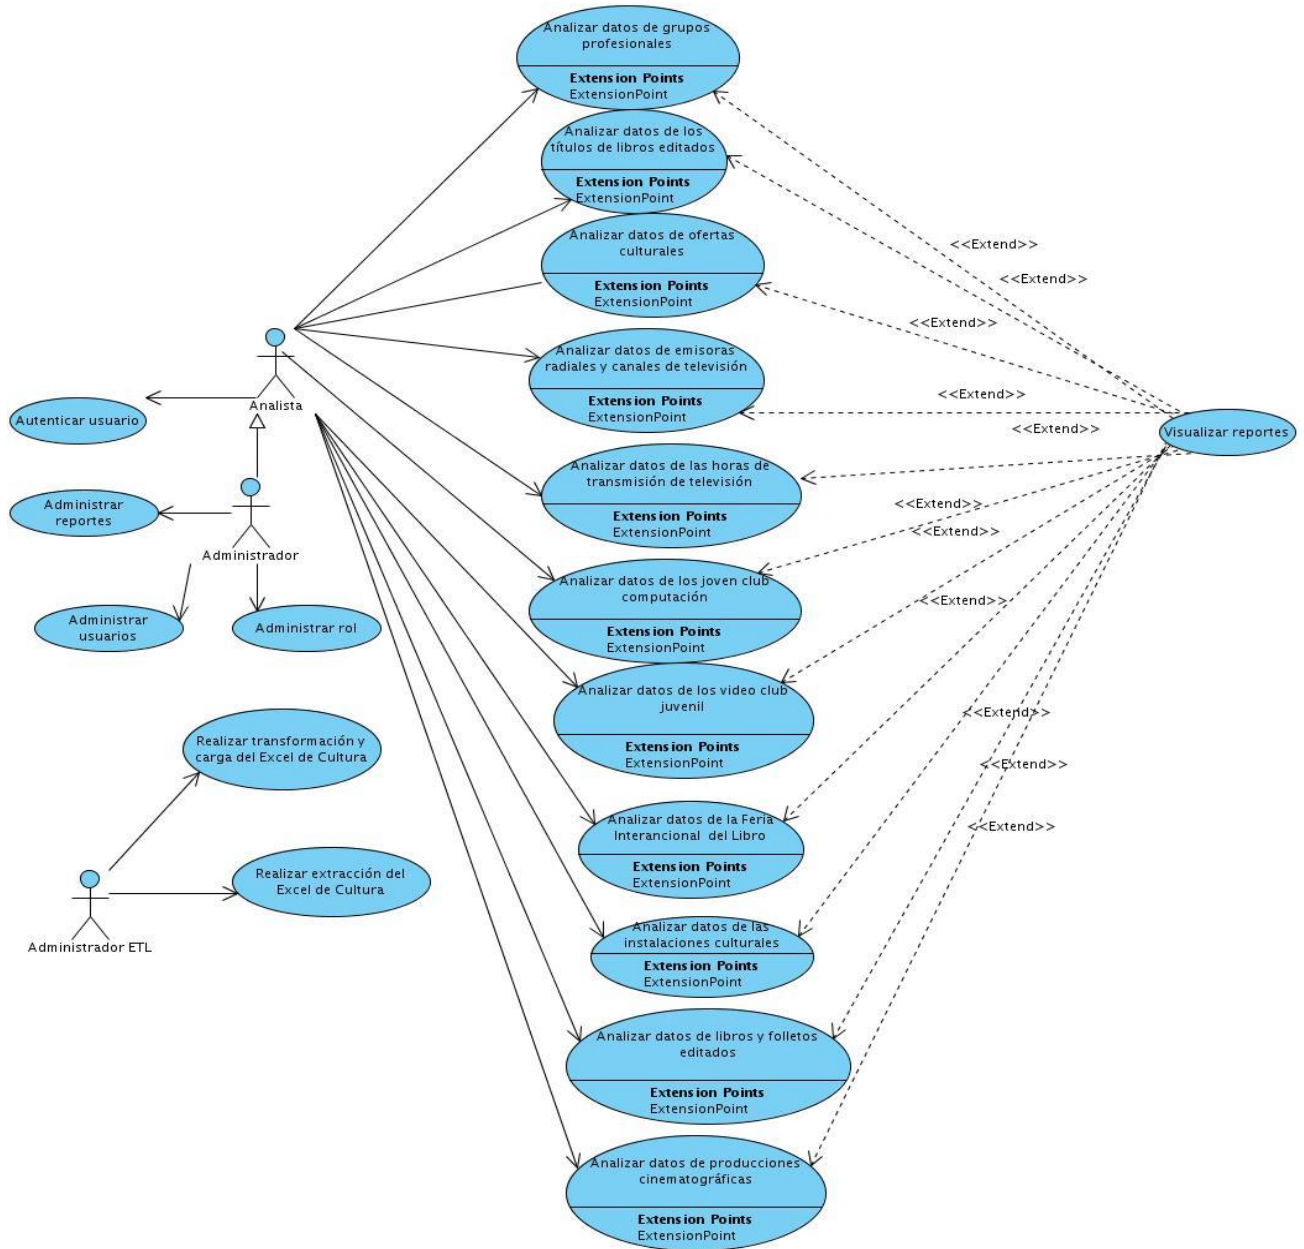 Analizar datos de grupos
profesionales
Extension Points
ExtensionPoint
Analizar datos de los
títulos de libros editados
Extension Points
ExtensionPoint
Analizar datos de ofertas
culturales
Extension Points
ExtensionPoint
Analizar datos de emisoras
radiales y canales de televisión
Extension Points
ExtensionPoint
Analizar datos de las horas de
transmisión de televisión
Extension Points
ExtensionPoint
Analizar datos de los joven club
computación
Extension Points
ExtensionPoint
Analizar datos de los video club
juvenil
Extension Points
ExtensionPoint
Analizar datos de la Feria
Interancional del Libro
Extension Points
ExtensionPoint
Analizar datos de las
instalaciones culturales
Extension Points
ExtensionPoint
Analizar datos de libros y folletos
editados
Extension Points
ExtensionPoint
Analizar datos de producciones
cinematográficas
Extension Points
ExtensionPoint
<<Extend>>
<<Extend>>
<<Extend>>
<<Extend>>
<<Extend>>
<<Extend>>
<<Extend>>
<<Extend>>
<<Extend>>
<<Extend>>
<<Extend>>
Visualizar reportes
Analista
Autenticar usuario
Administrar
reportes
Administrador
Administrar
usuarios
Administrar rol
Realizar transformación y
carga del Excel de Cultura
Realizar extracción del
Excel de Cultura
Administrador ETL